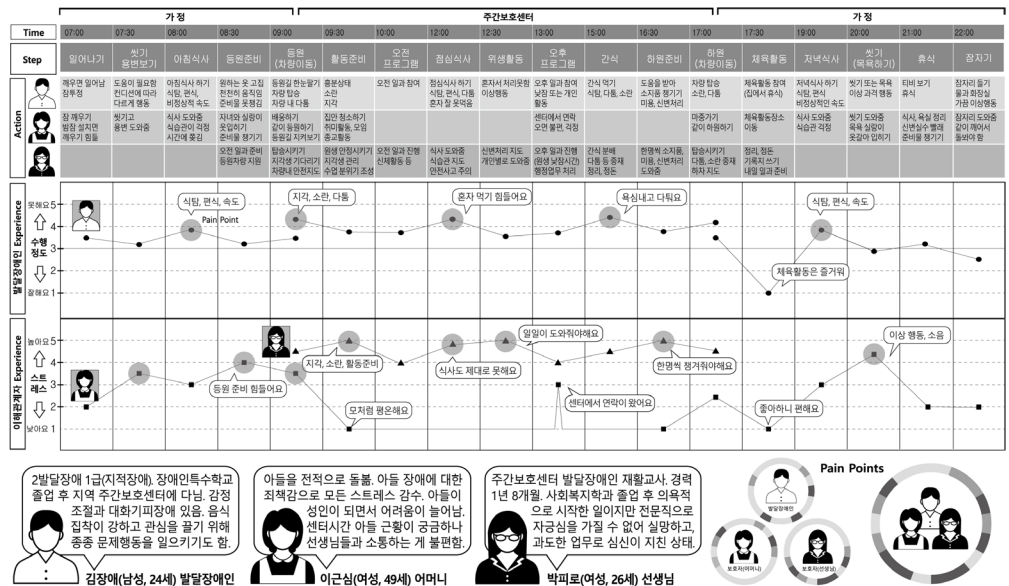 가 정
주간보호센터
가 정
Time
07:00
07:30
08:00
08:30
09:00
09:30
10:00
12:00
12:30
13:00
15:00
16:30
17:00
18:00
19:00
20:00
21:00
22:00
Step
일어나기
씻기
용변보기
아침식사
등원준비
등원
(차량이동)
활동준비
오전
프로그램
점심식사
위생활동
오후
프로그램
간식
하원준비
하원
(차량이동)
체육활동
저녁식사
씻기
(목욕하기)
휴식
잠자기
Action
깨우면 일어남
잠투정
도움이 필요함
컨디션에 따라
다르게 행동
아침식사 하기
식탐, 편식,
비정상적 속도
원하는 옷 고집
천천히 움직임
준비물 못챙김
등원길 한눈팔기
차량 탑승
차량 내 다툼
흥분상태
소란
지각
오전 일과 참여
점심식사 하기
식탐, 편식, 다툼
혼자 잘 못먹음
혼자서 처리못함
이상행동
오후 일과 참여
낮잠 또는 개인
활동
간식 먹기
식탐, 다툼, 소란
도움을 받아
소지품 챙기기
미용, 신변처리
차량 탑승
소란, 다툼
체육활동 참여
(집에서 휴식)
저녁식사 하기
식탐, 편식
비정상적인 속도
씻기 또는 목욕
이상 과격 행동
티비 보기
휴식
잠자리 들기
물과 화장실
가끔 이상행동
잠 깨우기
밤잠 설치면
깨우기 힘듦
씻기고
용변 도와줌
식사 도와줌
식습관이 걱정
시간에 쫓김
자녀와 실랑이
옷입히기
준비물 챙기기
배웅하기
같이 등원하기
등원길 지켜보기
집안 청소하기
취미활동, 모임
종교활동
센터에서 연락
오면 불편, 걱정
마중가기
같이 하원하기
체육활동장소
이동
식사 도와줌
식습관 걱정
씻기 도와줌
목욕 실랑이
옷갈아 입히기
식사, 욕실 정리
신변실수 빨래
준비물 챙기기
잠자리 도와줌
같이 깨어서
돌봐야 함
오전 일과 준비
등원차량 지원
탑승시키기
지각생 기다리기
차량내 안전지도
원생 안정시키기
지각생 관리
수업 분위기 조성
오전 일과 진행
신체활동 등
식사 도와줌
식습관 지도
안전사고 주의
신변처리 지도
개인별로 도와줌
오후 일과 진행
(원생 낮잠시간)
행정업무 처리
간식 분배
다툼 등 중재
정리, 정돈
한명씩 소지품,
미용, 신변처리
도와줌
탑승시키기
다툼, 소란 중재
하차 지도
정리, 정돈
기록지 쓰기
내일 일과 준비
발달장애인 Experience
못해요5
4
수행
정도
3
2
잘해요1
식탐, 편식, 속도
Pain Point
지각, 소란, 다툼
혼자 먹기 힘들어요
욕심내고 다퉈요
체육활동은 즐거워
식탐, 편식, 속도
이해관계자 Experience
높아요5
4
스트
레스
3
2
낮아요1
등원 준비 힘들어요
지각, 소란, 활동준비
모처럼 평온해요
식사도 제대로 못해요
일일이 도와줘야해요
센터에서 연락이 왔어요
한명씩 챙겨줘야해요
좋아하니 편해요
이상 행동, 소음
2발달장애 1급(지적장애). 장애인특수학교
졸업 후 지역 주간보호센터에 다님. 감정
조절과 대화기피장애 있음. 음식
집착이 강하고 관심을 끌기 위해
종종 문제행동을 일으키기도 함.
김장애(남성, 24세) 발달장애인
아들을 전적으로 돌봄. 아들 장애에 대한
죄책감으로 모든 스트레스 감수. 아들이
성인이 되면서 어려움이 늘어남.
센터시간 아들 근황이 궁금하나
선생님들과 소통하는 게 불편함.
이근심(여성, 49세) 어머니
주간보호센터 발달장애인 재활교사. 경력
1년 8개월. 사회복지학과 졸업 후 의욕적
으로 시작한 일이지만 전문직으로
자긍심을 가질 수 없어 실망하고,
과도한 업무로 심신이 지친 상태.
박피로(여성, 26세) 선생님
Pain Points
발달장애인
보호자(어머니)
보호자(선생님)